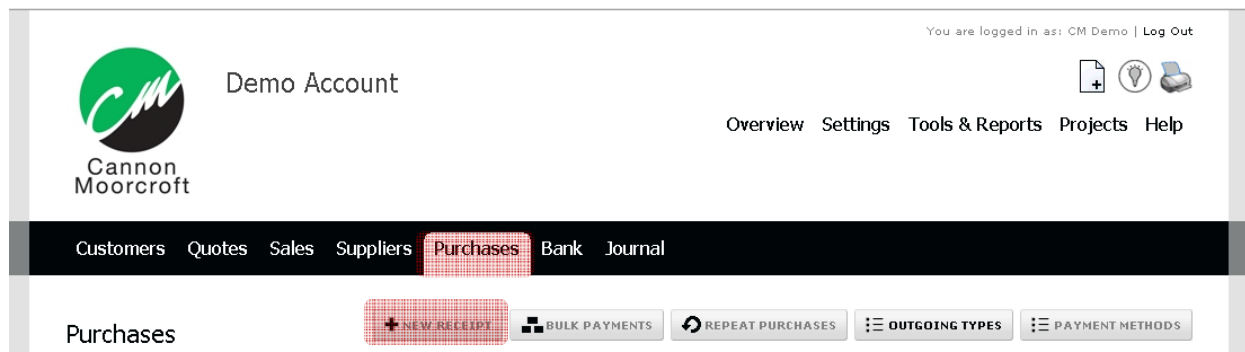 You are logged in as: CM Demo | Log Out
CM
Demo Account
Overview Settings Tools & Reports Projects Help
Cannon
Moorcroft
Customers Quotes Sales Suppliers Purchases Bank Journal
Purchases
NEW RECEIPT BULK PAYMENTS REPEAT PURCHASES OUTGOING TYPES PAYMENT METHODS